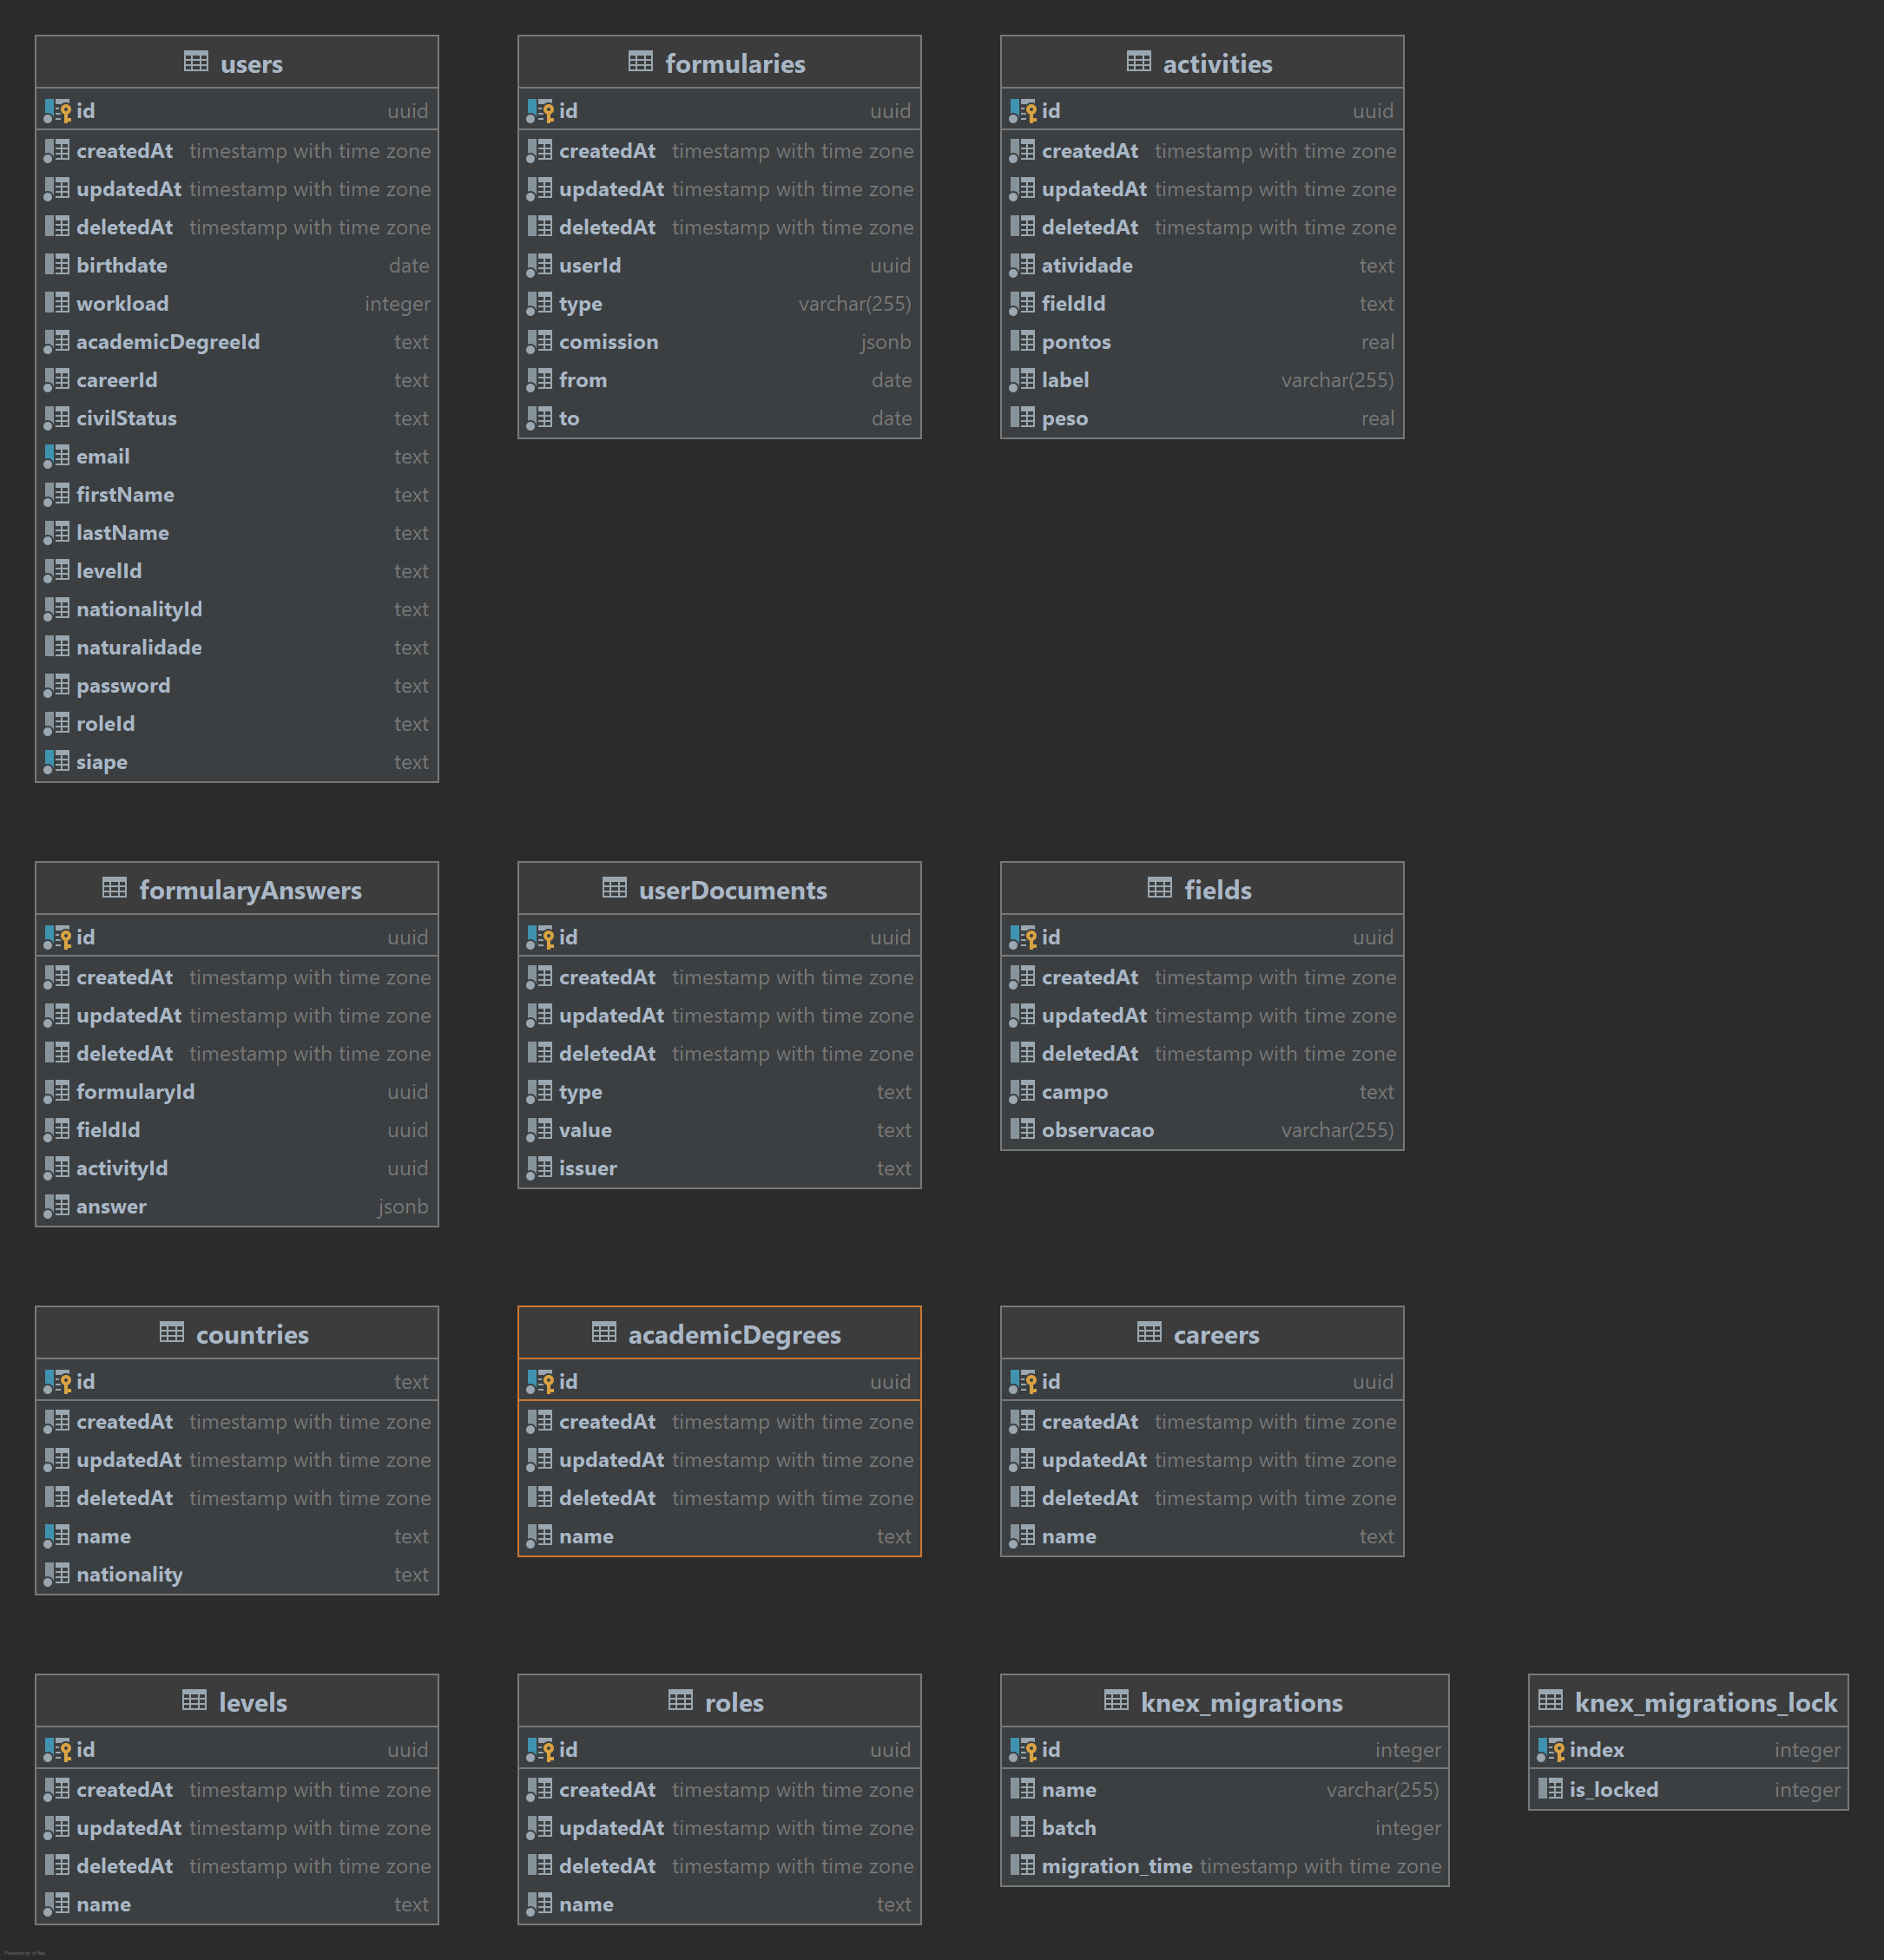 users
id uuid
createdAt timestamp with time zone
updatedAt timestamp with time zone
deletedAt timestamp with time zone
birthdate date
workload integer
academicDegreeId text
careerId text
civilStatus text
email text
firstName text
lastName text
levelId text
nationalityId text
naturalidade text
password text
roleId text
siape text
formularies
id uuid
createdAt timestamp with time zone
updatedAt timestamp with time zone
deletedAt timestamp with time zone
userId uuid
type varchar(255)
comission jsonb
from date
to date
activities
id uuid
createdAt timestamp with time zone
updatedAt timestamp with time zone
deletedAt timestamp with time zone
atividade text
fieldId text
pontos real
label varchar(255)
peso real
formularyAnswers
id uuid
createdAt timestamp with time zone
updatedAt timestamp with time zone
deletedAt timestamp with time zone
formularyId uuid
fieldId uuid
activityId uuid
answer jsonb
userDocuments
id uuid
createdAt timestamp with time zone
updatedAt timestamp with time zone
deletedAt timestamp with time zone
type text
value text
issuer text
fields
id uuid
createdAt timestamp with time zone
updatedAt timestamp with time zone
deletedAt timestamp with time zone
campo text
observacao varchar(255)
countries
id text
createdAt timestamp with time zone
updatedAt timestamp with time zone
deletedAt timestamp with time zone
name text
nationality text
academicDegrees
id uuid
createdAt timestamp with time zone
updatedAt timestamp with time zone
deletedAt timestamp with time zone
name text
careers
id uuid
createdAt timestamp with time zone
updatedAt timestamp with time zone
deletedAt timestamp with time zone
name text
levels
id uuid
createdAt timestamp with time zone
updatedAt timestamp with time zone
deletedAt timestamp with time zone
name text
roles
id uuid
createdAt timestamp with time zone
updatedAt timestamp with time zone
deletedAt timestamp with time zone
name text
knex_migrations
id integer
name varchar(255)
batch integer
migration_time timestamp with time zone
knex_migrations_lock
index integer
is_locked integer
Powered by yFiles